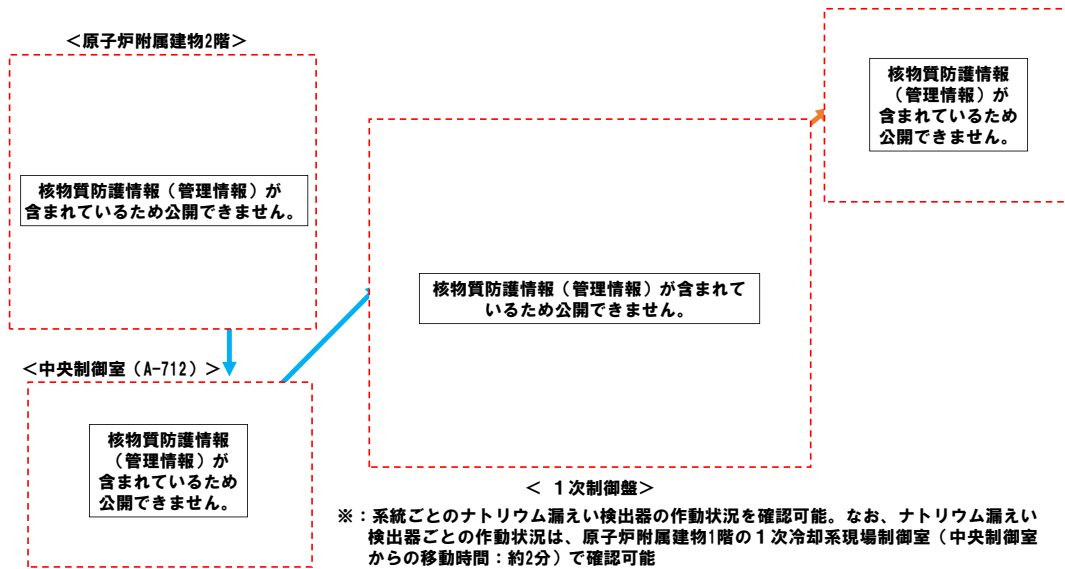 ＜原子炉附属建物2階＞
核物質防護情報（管理情報）が
含まれているため公開できません。
＜中央制御室（A-712）＞
核物質防護情報
（管理情報）が
含まれているため
公開できません。
核物質防護情報（管理情報）が含まれて
いるため公開できません。
＜ １次制御盤＞
核物質防護情報
（管理情報）が
含まれているため
公開できません。
※：系統ごとのナトリウム漏えい検出器の作動状況を確認可能。なお、ナトリウム漏えい
検出器ごとの作動状況は、原子炉附属建物1階の１次冷却系現場制御室（中央制御室
からの移動時間：約2分）で確認可能